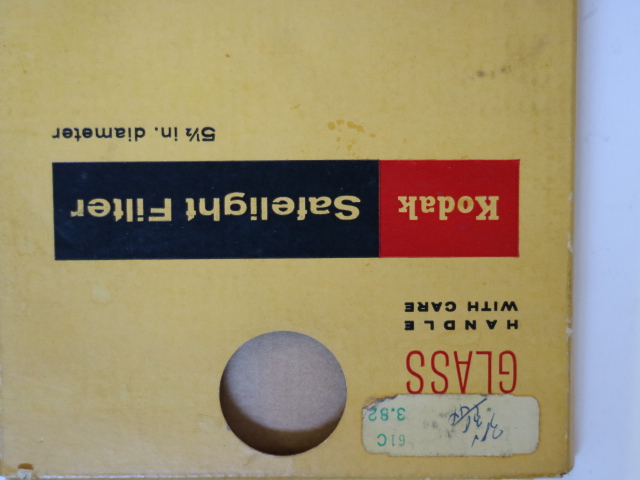 GLASS
HANDLE
WITH CARE
Kodak Safelight Filter
5½ in. diameter
61C
3.82